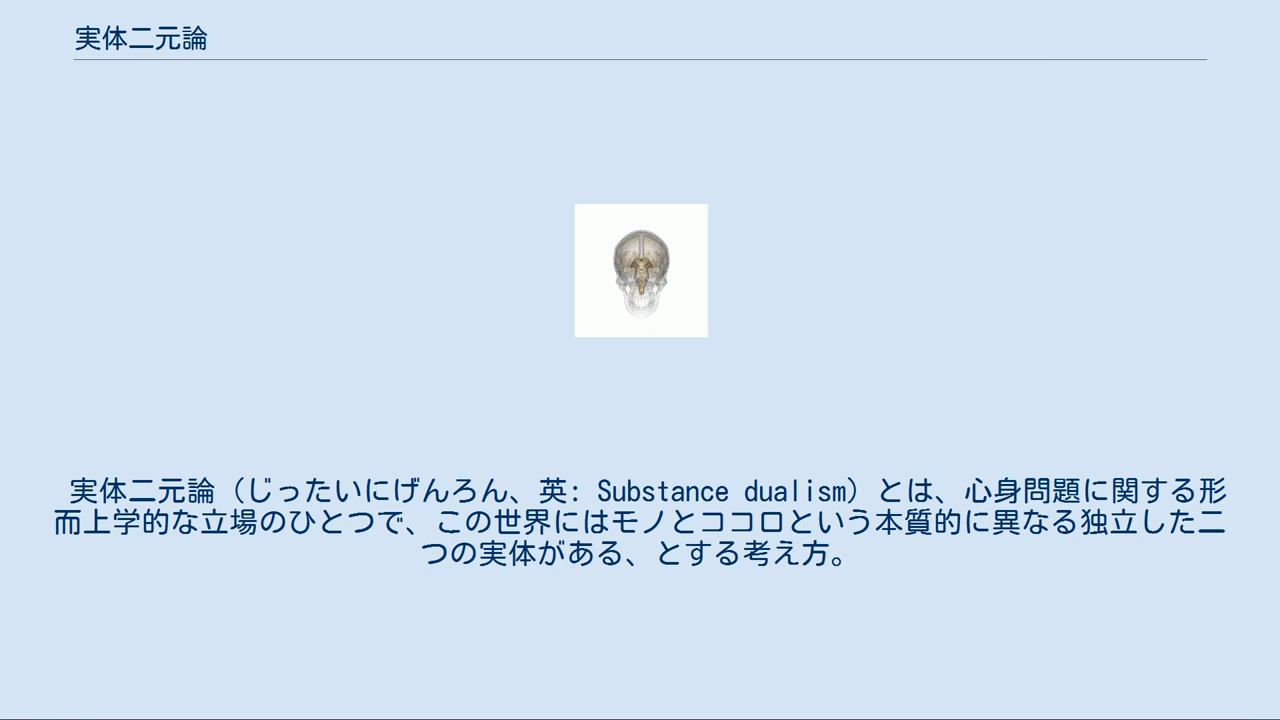 実体二元論
実体二元論（じったいにげんろん、英: Substance dualism）とは、心身問題に関する形
而上学的な立場のひとつで、この世界にはモノとココロという本質的に異なる独立した二
つの実体がある、とする考え方。